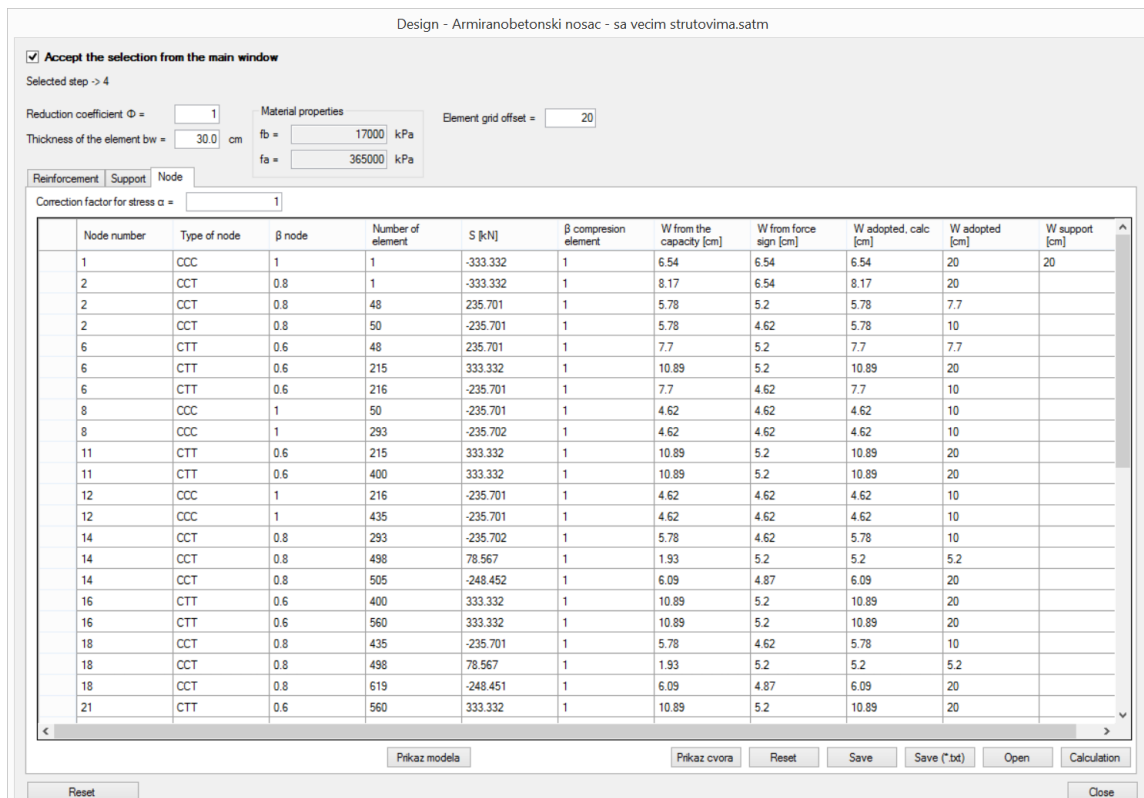 Design - Armiranobetonski nosac - sa vecim strutovima.satm
Accept the selection from the main window
Selected step -> 4
Reduction coefficient Φ = 1
Thickness of the element bw = 30.0 cm
Material properties
fb = 17000 kPa
fa = 365000 kPa
Element grid offset = 20
Reinforcement Support Node
Correction factor for stress α = 1
Node number Type of node β node Number of element S [kN] β compresion element W from the capacity [cm] W from force sign [cm] W adopted, calc [cm] W adopted [cm] W support [cm]
1 CCC 1 1 -333.332 1 6.54 6.54 6.54 20 20
2 CCT 0.8 1 -333.332 1 8.17 6.54 8.17 20
2 CCT 0.8 48 235.701 1 5.78 5.2 5.78 7.7
2 CCT 0.8 50 -235.701 1 5.78 4.62 5.78 10
6 CTT 0.6 48 235.701 1 7.7 5.2 7.7 7.7
6 CTT 0.6 215 333.332 1 10.89 5.2 10.89 20
6 CTT 0.6 216 -235.701 1 7.7 4.62 7.7 10
8 CCC 1 50 -235.701 1 4.62 4.62 4.62 10
8 CCC 1 293 -235.702 1 4.62 4.62 4.62 10
11 CTT 0.6 215 333.332 1 10.89 5.2 10.89 20
11 CTT 0.6 400 333.332 1 10.89 5.2 10.89 20
12 CCC 1 216 -235.701 1 4.62 4.62 4.62 10
12 CCC 1 435 -235.701 1 4.62 4.62 4.62 10
14 CCT 0.8 293 -235.702 1 5.78 4.62 5.78 10
14 CCT 0.8 498 78.567 1 1.93 5.2 5.2 5.2
14 CCT 0.8 505 -248.452 1 6.09 4.87 6.09 20
16 CTT 0.6 400 333.332 1 10.89 5.2 10.89 20
16 CTT 0.6 560 333.332 1 10.89 5.2 10.89 20
18 CCT 0.8 435 -235.701 1 5.78 4.62 5.78 10
18 CCT 0.8 498 78.567 1 1.93 5.2 5.2 5.2
18 CCT 0.8 619 -248.451 1 6.09 4.87 6.09 20
21 CTT 0.6 560 333.332 1 10.89 5.2 10.89 20
Prikaz modela Prikaz cvora Reset Save Save (*.txt) Open Calculation
Reset Close